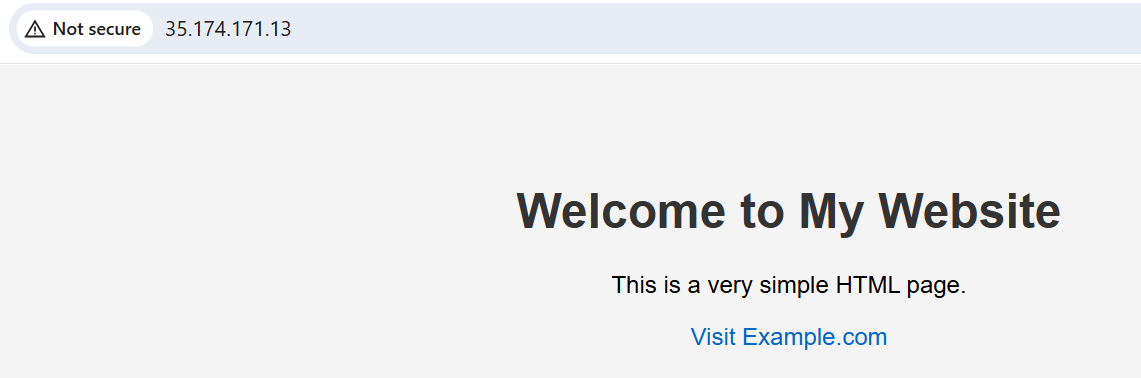 Not secure 35.174.171.13
Welcome to My Website
This is a very simple HTML page.
Visit Example.com